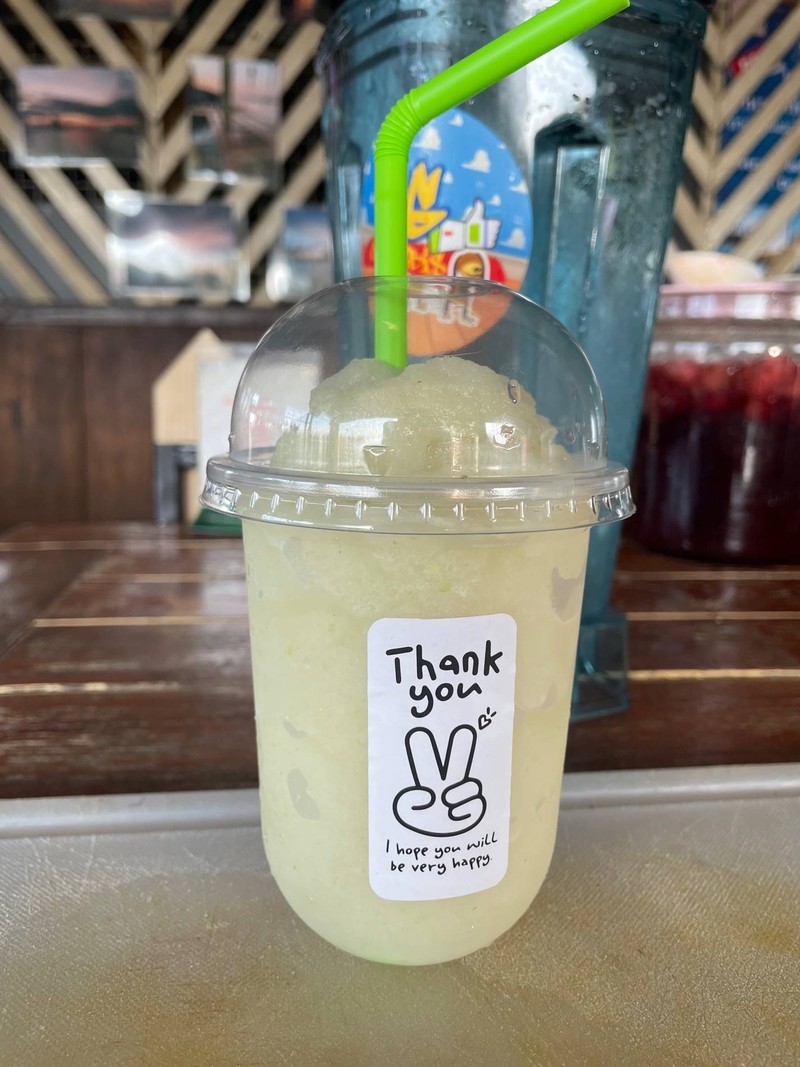 Thank
you
I hope you will
be very happy.